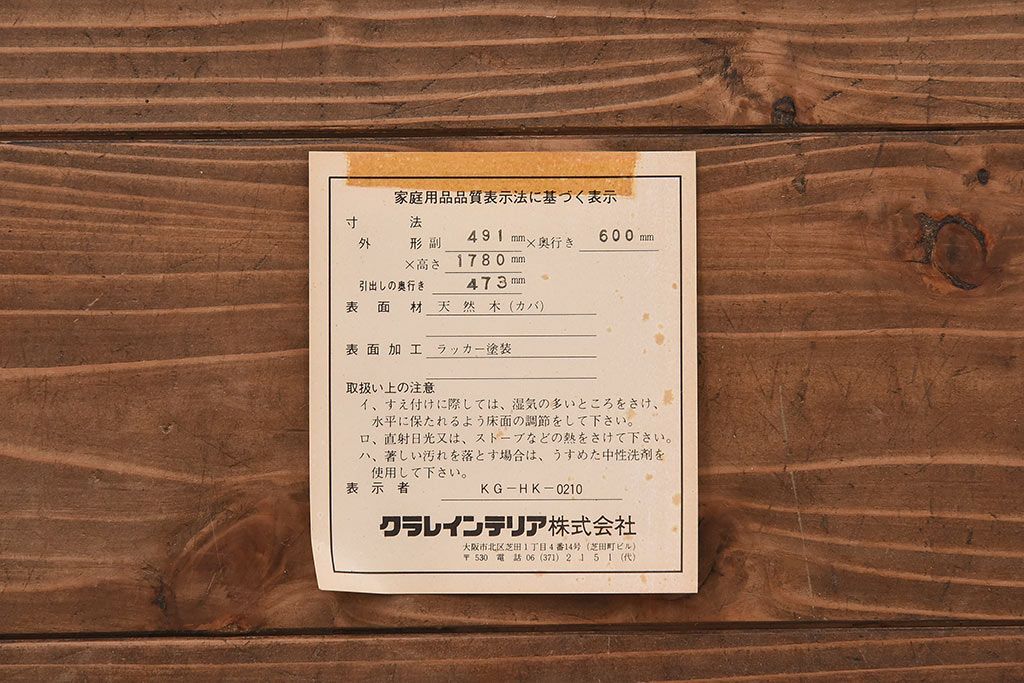 家庭用品品質表示法に基づく表示
寸法
外形副 491 mm×奥行き 600 mm
×高さ 1780 mm
引出しの奥行き 473 mm
表面材 天然木(カバ)
表面加工 ラッカー塗装
取扱い上の注意
イ、すえ付けに際しては、湿気の多いところをさけ、
水平に保たれるよう床面の調節をして下さい。
ロ、直射日光又は、ストーブなどの熱をさけて下さい。
ハ、著しい汚れを落とす場合は、うすめた中性洗剤を
使用して下さい。
表示者 KG-HK-0210
クラレインテリア株式会社
大阪市北区芝田1丁目4番14号(芝田町ビル)
〒530 電話 06(371)2151(代)